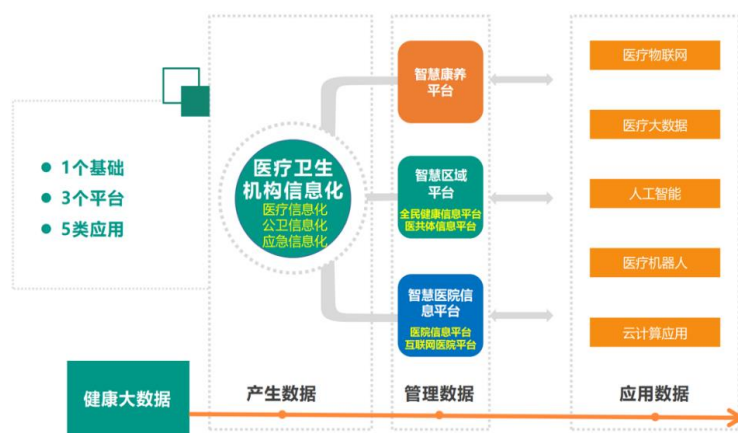 1个基础
3个平台
5类应用
医疗卫生
机构信息化
医疗信息化
公卫信息化
应急信息化
智慧康养
平台
智慧区域
平台
全民健康信息平台
医共体信息平台
智慧医院信
息平台
医院信息平台
互联网医院平台
医疗物联网
医疗大数据
人工智能
医疗机器人
云计算应用
健康大数据
产生数据
管理数据
应用数据